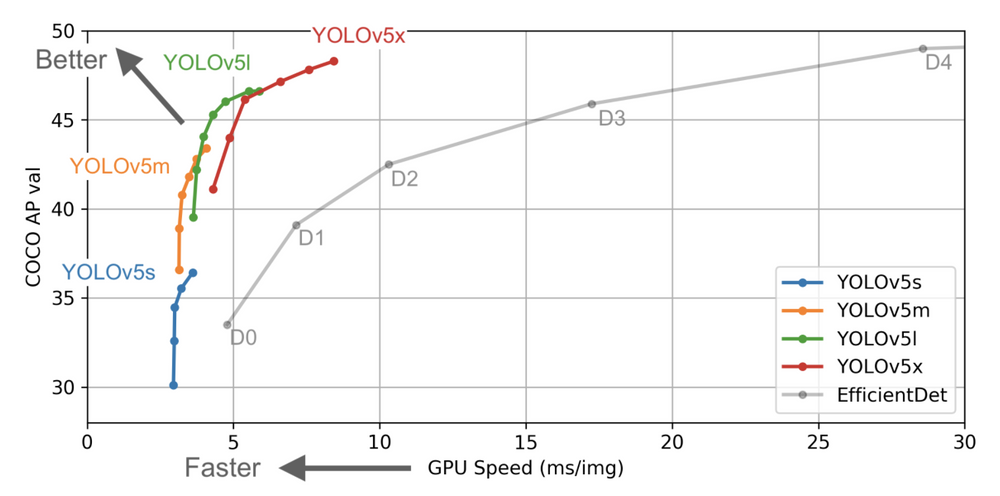 50
YOLOv5x
Better
YOLOv5l
D4
45
D3
YOLOv5m
D2
COCO AP val
40
D1
YOLOv5s
35
D0
30
YOLOv5s
YOLOv5m
YOLOv5l
YOLOv5x
EfficientDet
0 5 10 15 20 25 30
Faster GPU Speed (ms/img)